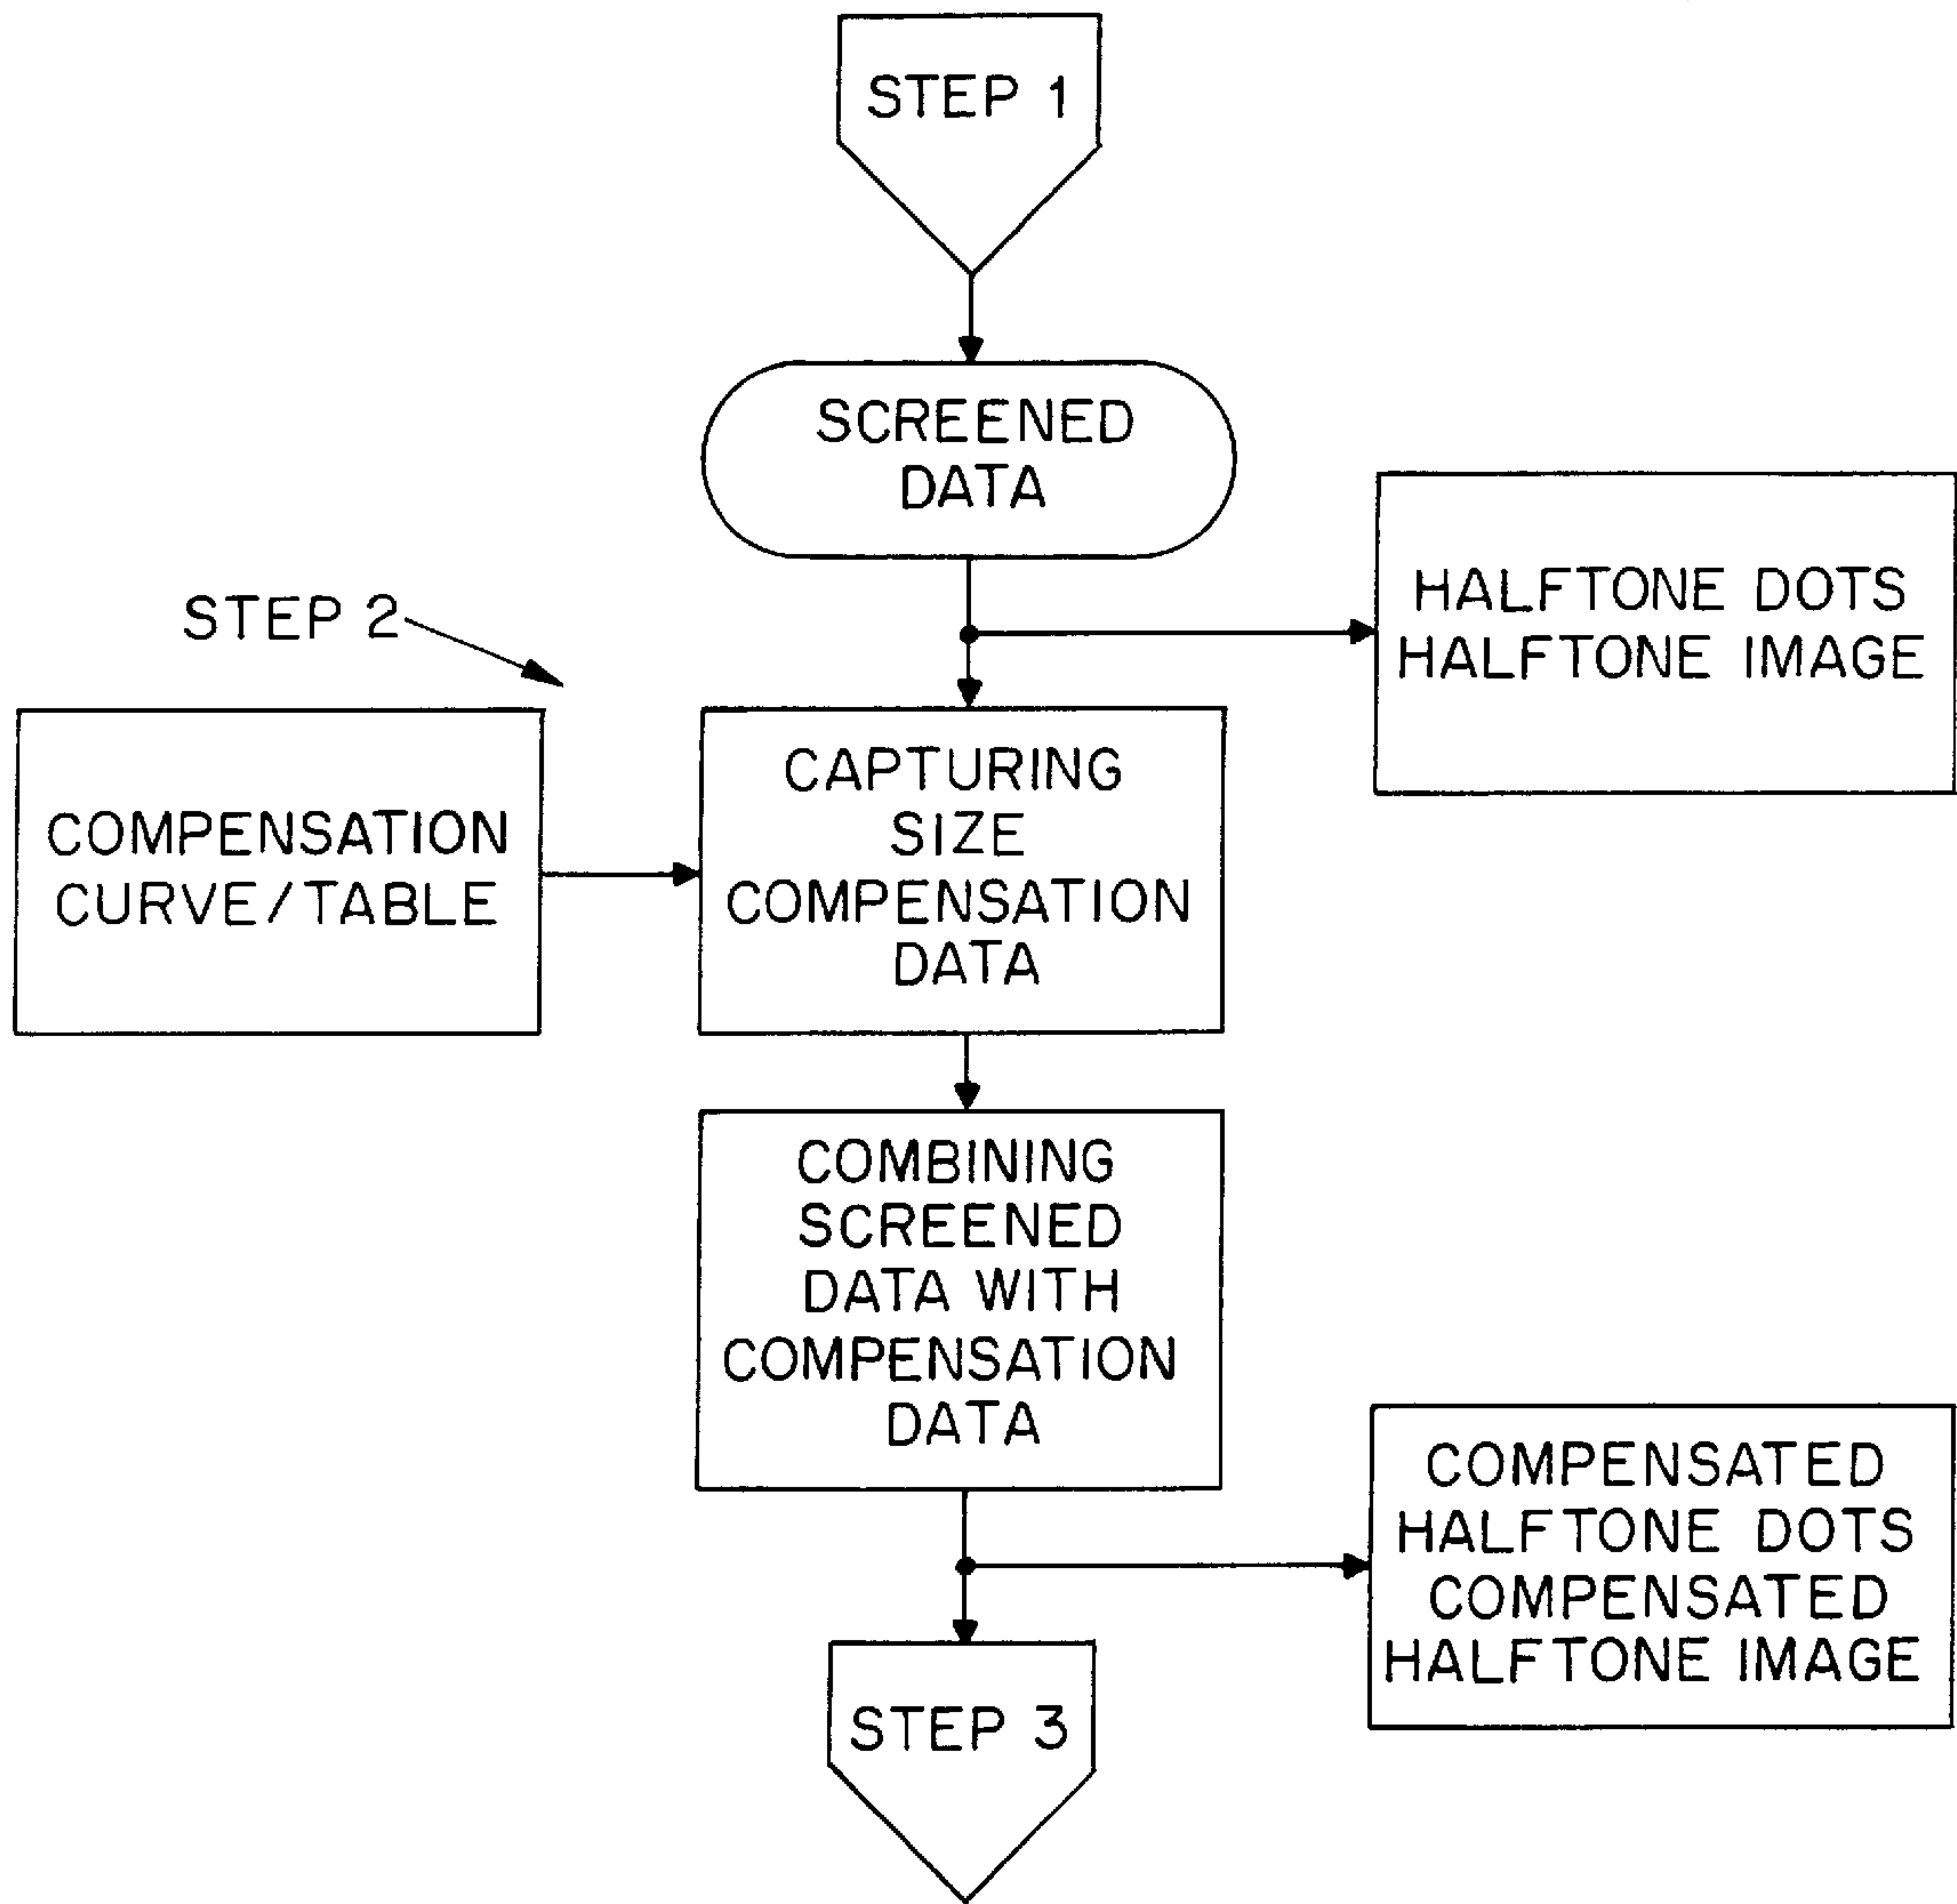 STEP 1
SCREENED
DATA
HALFTONE DOTS
HALFTONE IMAGE
STEP 2
COMPENSATION
CURVE/TABLE
CAPTURING
SIZE
COMPENSATION
DATA
COMBINING
SCREENED
DATA WITH
COMPENSATION
DATA
COMPENSATED
HALFTONE DOTS
COMPENSATED
HALFTONE IMAGE
STEP 3